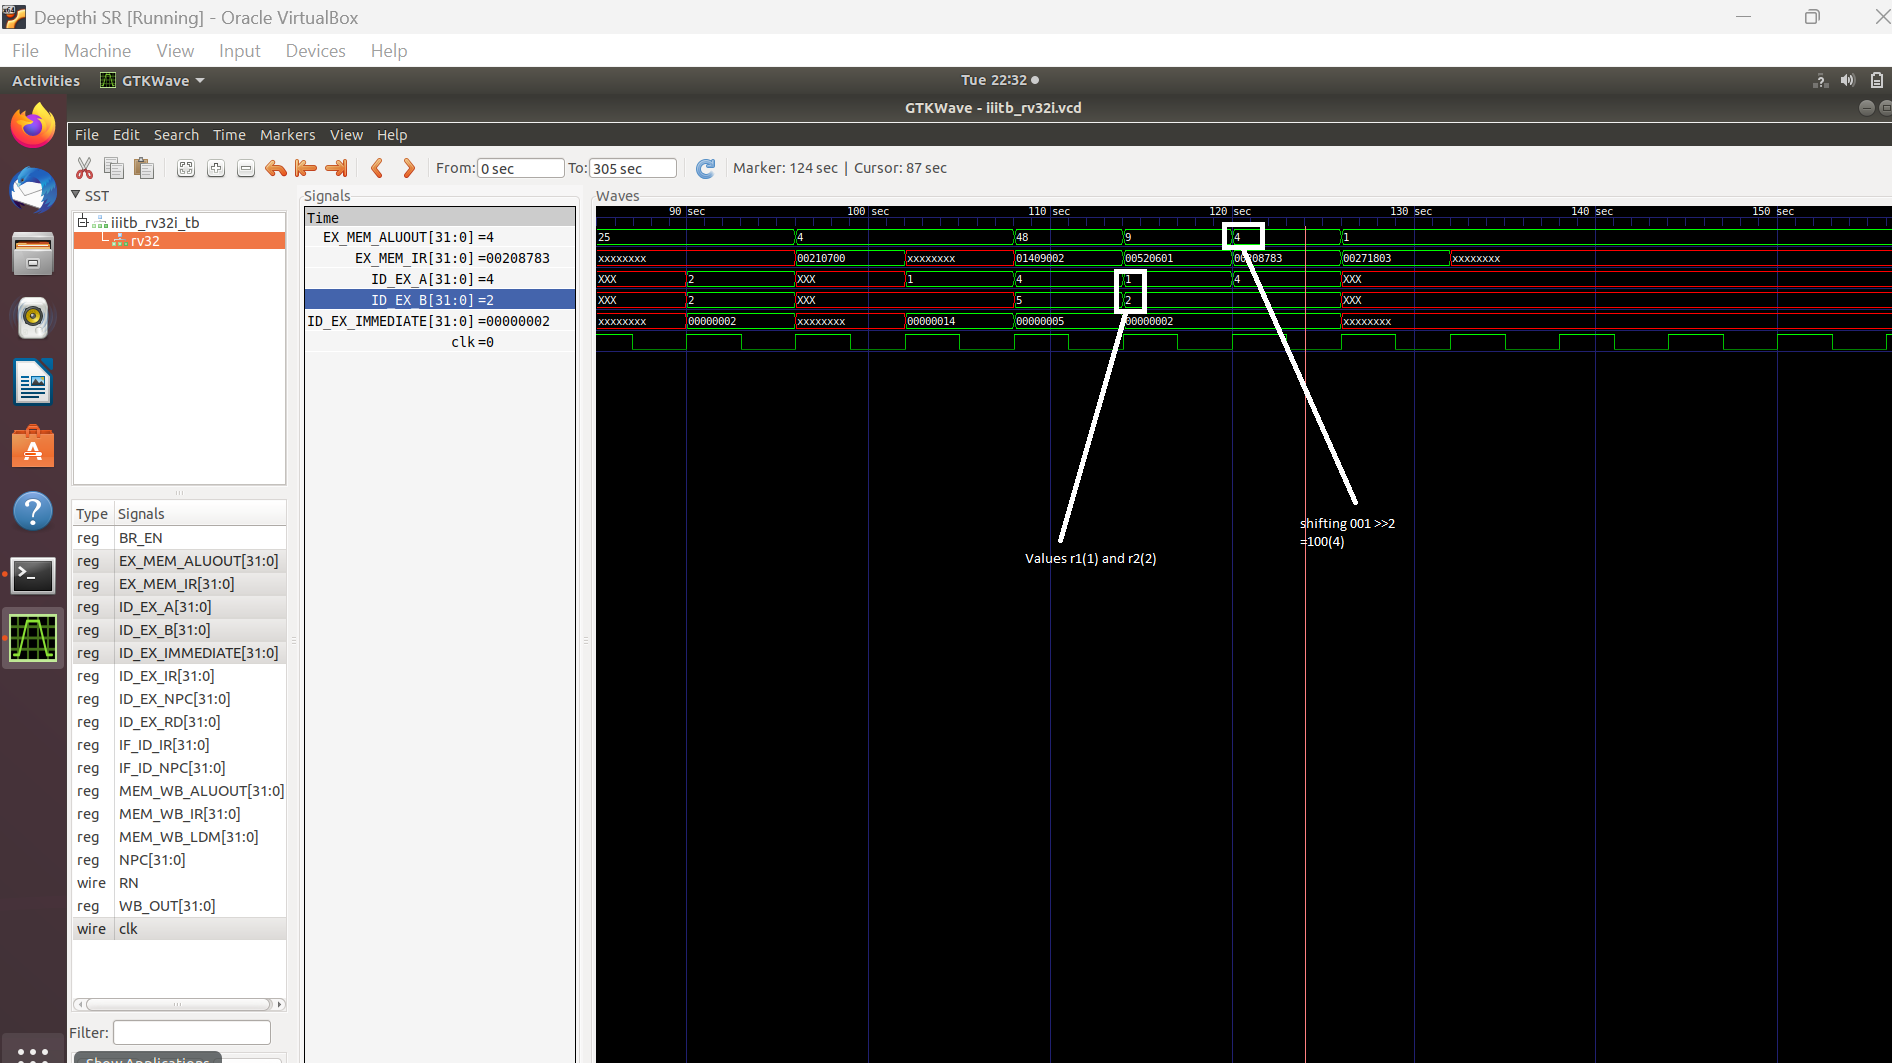 Deepthi SR [Running] - Oracle VirtualBox
File Machine View Input Devices Help
Activities GTKWave Tue 22:32
GTKWave - iiitb_rv32i.vcd
File Edit Search Time Markers View Help
From: 0 sec To: 305 sec Marker: 124 sec | Cursor: 87 sec
SST
iiitb_rv32i_tb
rv32
Type Signals
reg BR_EN
reg EX_MEM_ALUOUT[31:0]
reg EX_MEM_IR[31:0]
reg ID_EX_A[31:0]
reg ID_EX_B[31:0]
reg ID_EX_IMMEDIATE[31:0]
reg ID_EX_IR[31:0]
reg ID_EX_NPC[31:0]
reg ID_EX_RD[31:0]
reg IF_ID_IR[31:0]
reg IF_ID_NPC[31:0]
reg MEM_WB_ALUOUT[31:0]
reg MEM_WB_IR[31:0]
reg MEM_WB_LDM[31:0]
reg NPC[31:0]
wire RN
reg WB_OUT[31:0]
wire clk
Filter:
Show Applications
Signals
Time
EX_MEM_ALUOUT[31:0] =4
EX_MEM_IR[31:0] =00208783
ID_EX_A[31:0] =4
ID_EX_B[31:0] =2
ID_EX_IMMEDIATE[31:0] =00000002
clk =0
Waves
90 sec 100 sec 110 sec 120 sec 130 sec 140 sec 150 sec
25 4 48 9 4 1
xxxxxxxx 00210700 xxxxxxxx 01409002 00520601 00208783 00271803 xxxxxxxx
XXX 2 XXX 1 4 1 4 XXX
XXX 2 XXX 5 2 XXX
xxxxxxxx 00000002 xxxxxxxx 00000014 00000005 00000002 xxxxxxxx
shifting 001 >>2
=100(4)
Values r1(1) and r2(2)